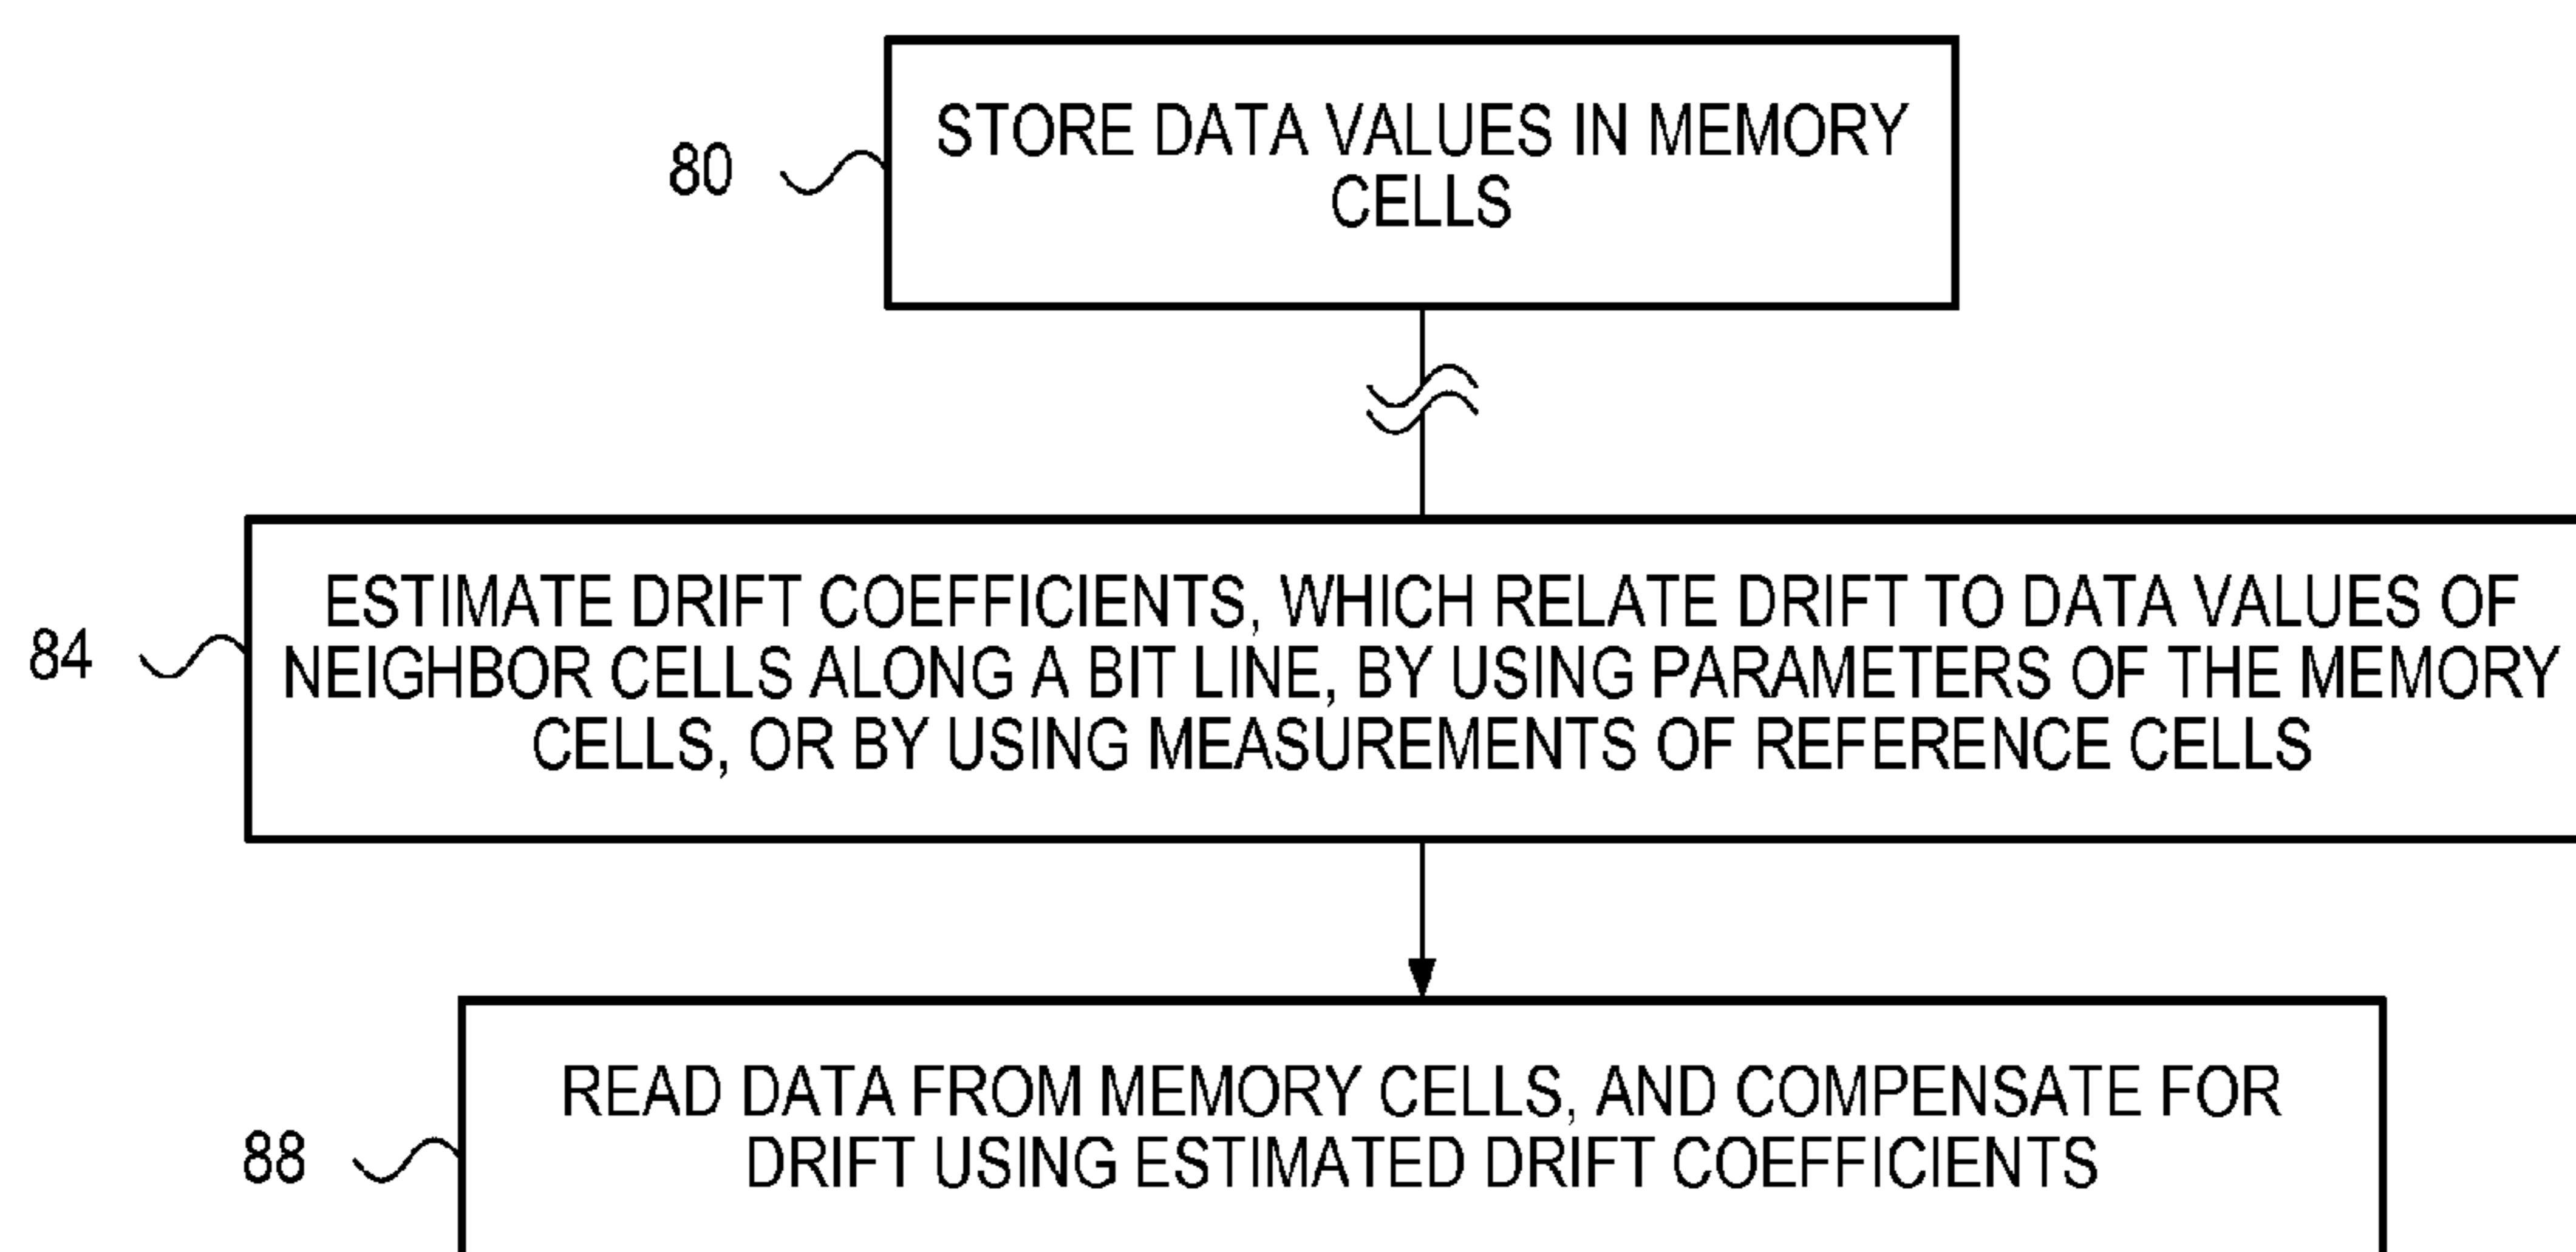 80
STORE DATA VALUES IN MEMORY
CELLS
84
ESTIMATE DRIFT COEFFICIENTS, WHICH RELATE DRIFT TO DATA VALUES OF
NEIGHBOR CELLS ALONG A BIT LINE, BY USING PARAMETERS OF THE MEMORY
CELLS, OR BY USING MEASUREMENTS OF REFERENCE CELLS
88
READ DATA FROM MEMORY CELLS, AND COMPENSATE FOR
DRIFT USING ESTIMATED DRIFT COEFFICIENTS